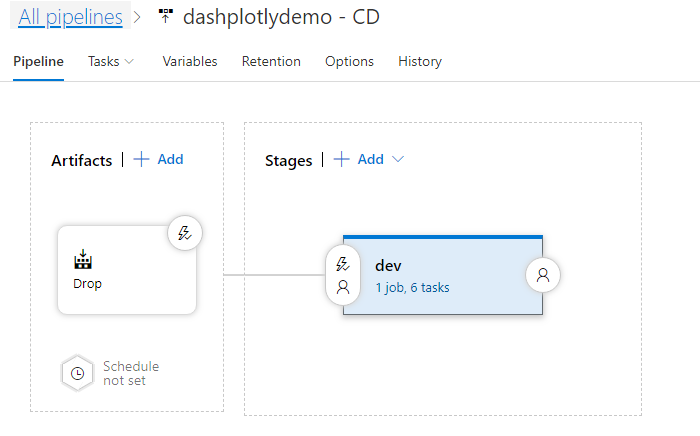 All pipelines > dashplotlydemo - CD
Pipeline Tasks Variables Retention Options History
Artifacts | + Add
Stages | + Add
Drop
dev
1 job, 6 tasks
Schedule
not set